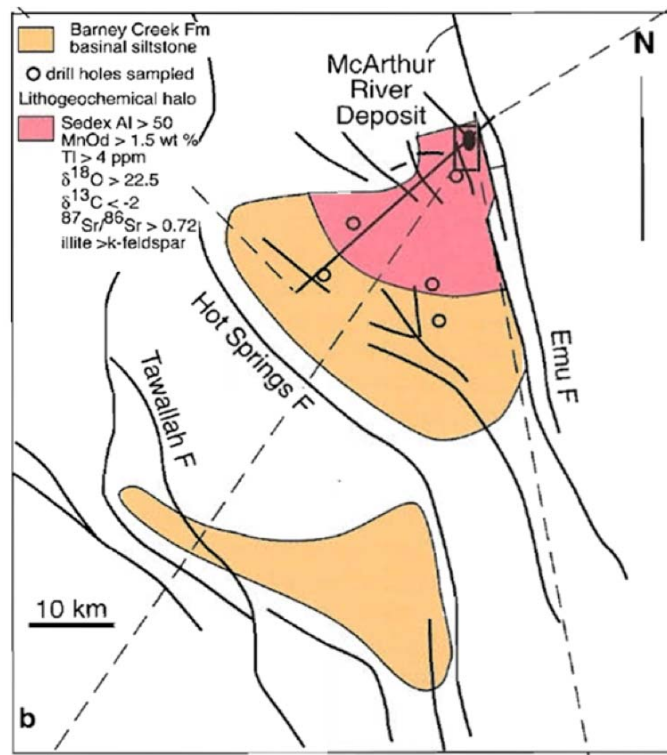 Barney Creek Fm
basinal siltstone
drill holes sampled
Lithogeochemical halo
Sedex Al > 50
MnOd > 1.5 wt %
Tl > 4 ppm
δ¹⁸O > 22.5
δ¹³C < -2
⁸⁷Sr/⁸⁶Sr > 0.72
illite >k-feldspar
McArthur
River
Deposit
N
Hot Springs F
Emu F
Tawallah F
10 km
b